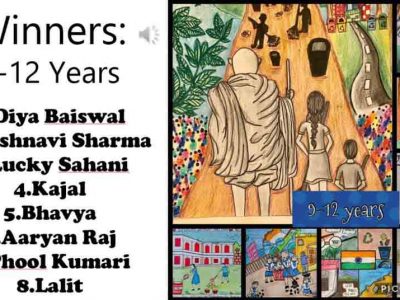 Winners:
-12 Years
Diya Baiswal
shnavi Sharma
Lucky Sahani
4.Kajal
5.Bhavya
.Aaryan Raj
Phool Kumari
8.Lalit
9-12 years
PIC